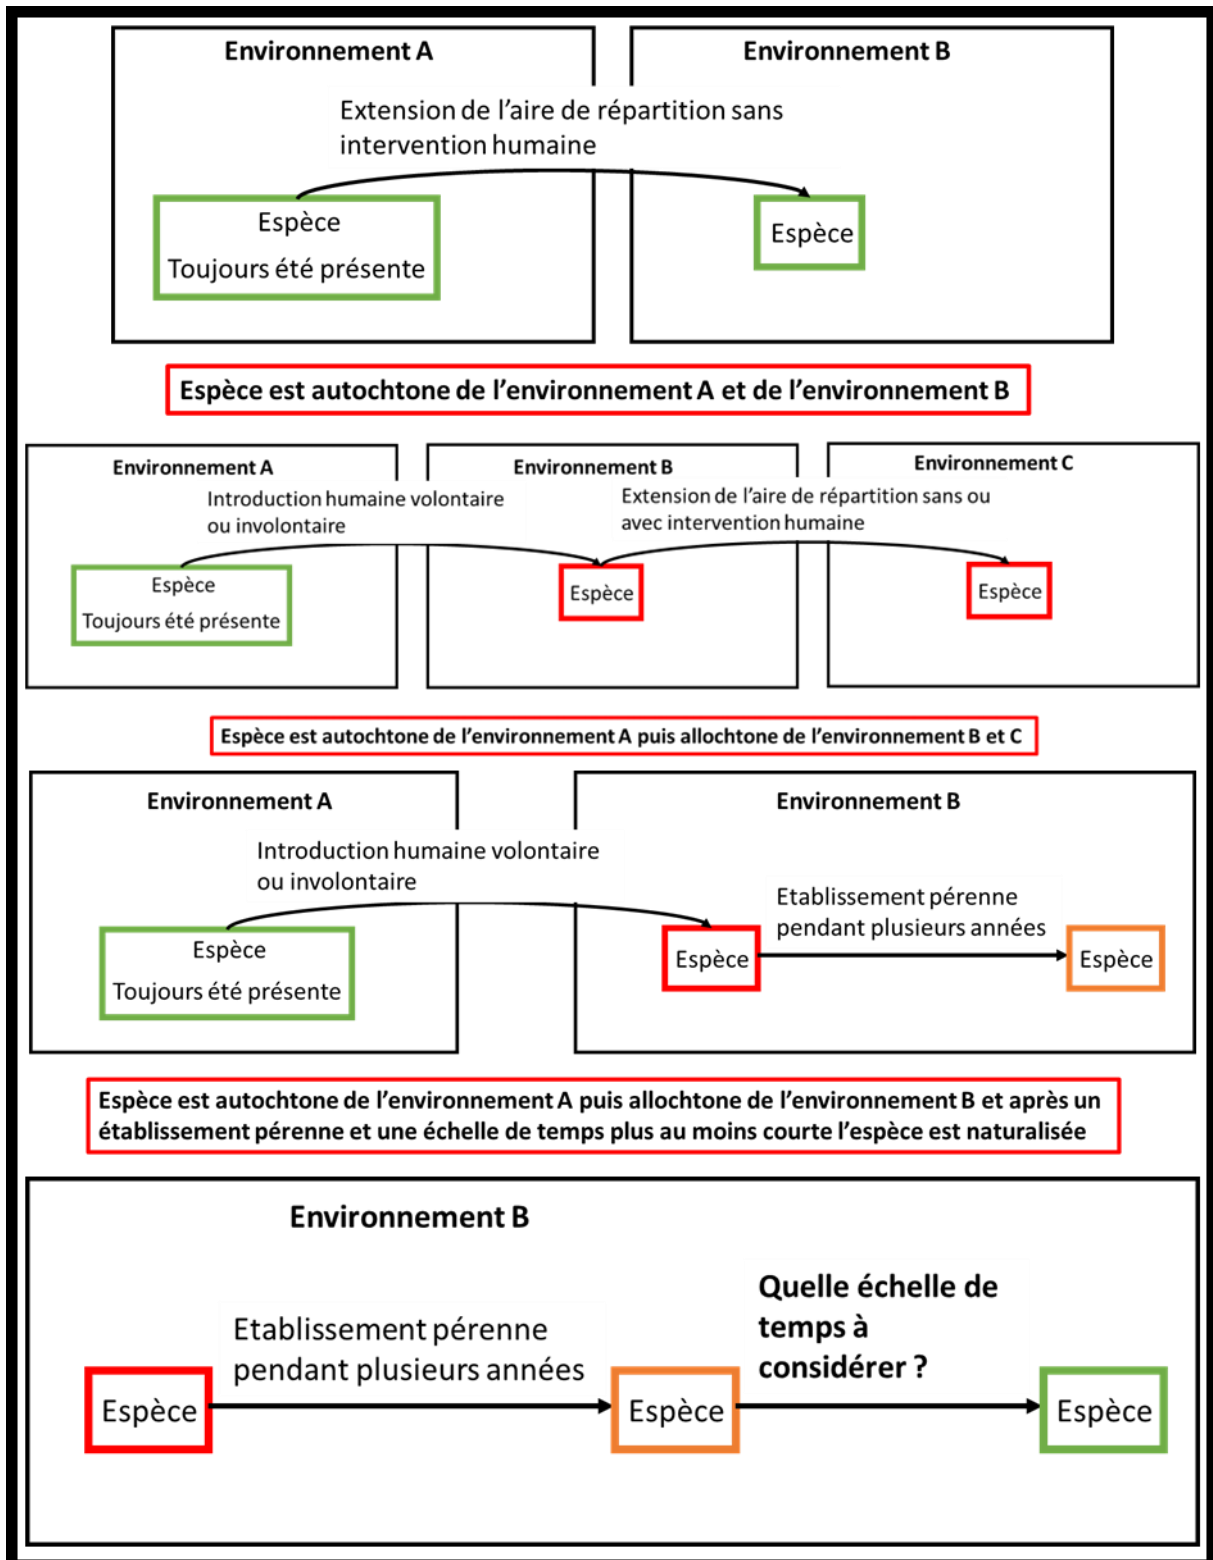 Environnement A
Environnement B
Extension de l'aire de répartition sans
intervention humaine
Espèce
Toujours été présente
Espèce
Espèce est autochtone de l'environnement A et de l'environnement B
Environnement A
Environnement B
Environnement C
Introduction humaine volontaire
ou involontaire
Extension de l'aire de répartition sans ou
avec intervention humaine
Espèce
Toujours été présente
Espèce
Espèce
Espèce est autochtone de l'environnement A puis allochtone de l'environnement B et C
Environnement A
Environnement B
Introduction humaine volontaire
ou involontaire
Etablissement pérenne
pendant plusieurs années
Espèce
Toujours été présente
Espèce
Espèce
Espèce est autochtone de l'environnement A puis allochtone de l'environnement B et après un
établissement pérenne et une échelle de temps plus au moins courte l'espèce est naturalisée
Environnement B
Etablissement pérenne
pendant plusieurs années
Quelle échelle de
temps à
considérer ?
Espèce
Espèce
Espèce